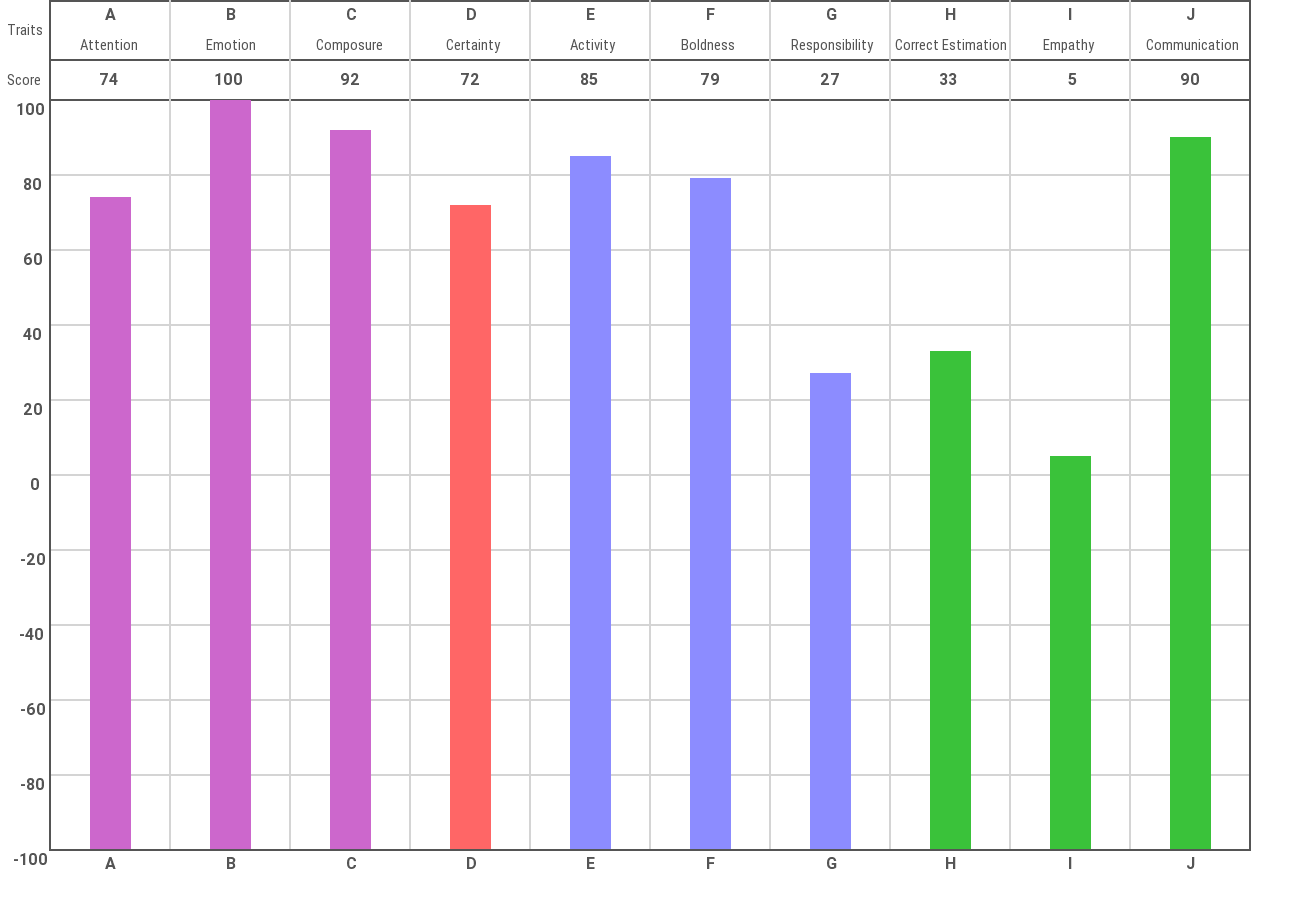 Traits A B C D E F G H I J
Attention Emotion Composure Certainty Activity Boldness Responsibility Correct Estimation Empathy Communication
Score 74 100 92 72 85 79 27 33 5 90
100
80
60
40
20
0
-20
-40
-60
-80
-100
A B C D E F G H I J